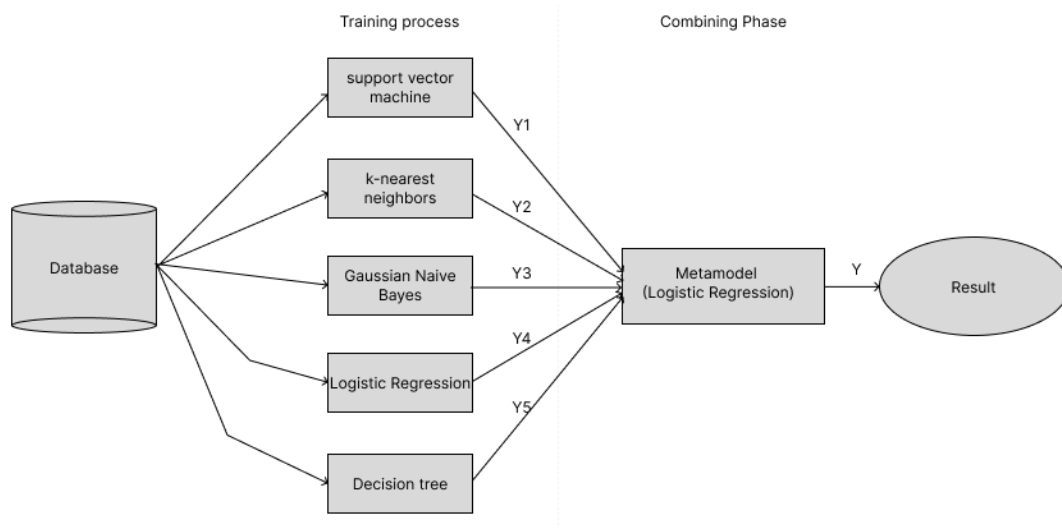 Training process
Combining Phase
support vector
machine
Y1
k-nearest
neighbors
Y2
Database
Gaussian Naive
Bayes
Y3
Metamodel
(Logistic Regression)
Y
Result
Y4
Logistic Regression
Y5
Decision tree